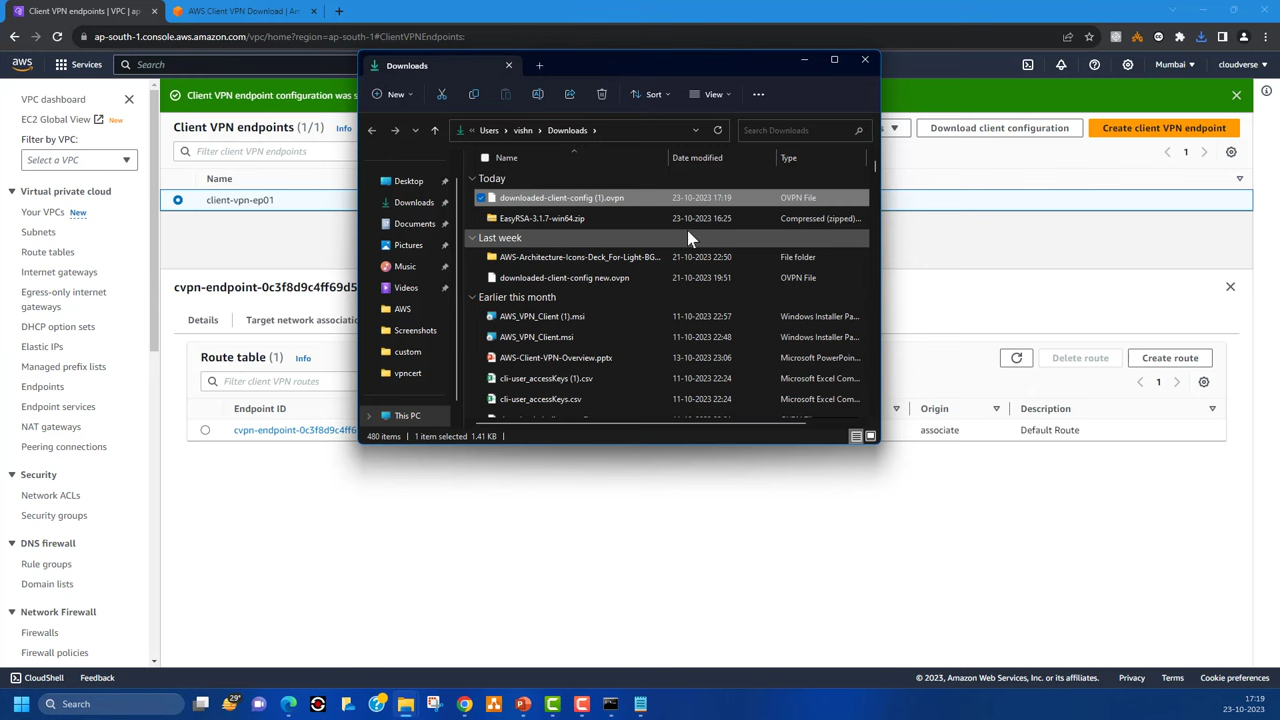 Client VPN endpoints | VPC | ap-s
AWS Client VPN Download | Am
ap-south-1.console.aws.amazon.com/vpc/home?region=ap-south-1#ClientVPNEndpoints:
aws
Services
Search
Mumbai
cloudverse
VPC dashboard
EC2 Global View
New
Filter by VPC:
Select a VPC
Virtual private cloud
Your VPCs New
Subnets
Route tables
Internet gateways
Egress-only internet
gateways
DHCP option sets
Elastic IPs
Managed prefix lists
Endpoints
Endpoint services
NAT gateways
Peering connections
Security
Network ACLs
Security groups
DNS firewall
Rule groups
Domain lists
Network Firewall
Firewalls
Firewall policies
Client VPN endpoint configuration was s
Client VPN endpoints (1/1) Info
Download client configuration
Create client VPN endpoint
Filter client VPN endpoints
1
Name
client-vpn-ep01
cvpn-endpoint-0c3f8d9c4ff69d5
Details
Target network associa
Route table (1) Info
Delete route
Create route
Filter client VPN routes
1
Endpoint ID
Origin
Description
cvpn-endpoint-0c3f8d9c4ff6
associate
Default Route
Downloads
New
Sort
View
Users
vishn
Downloads
Search Downloads
Desktop
Downloads
Documents
Pictures
Music
Videos
AWS
Screenshots
custom
vpncert
This PC
Name
Date modified
Type
Today
downloaded-client-config (1).ovpn 23-10-2023 17:19 OVPN File
EasyRSA-3.1.7-win64.zip 23-10-2023 16:25 Compressed (zipped)...
Last week
AWS-Architecture-Icons-Deck_For-Light-BG... 21-10-2023 22:50 File folder
downloaded-client-config new.ovpn 21-10-2023 19:51 OVPN File
Earlier this month
AWS_VPN_Client (1).msi 11-10-2023 22:57 Windows Installer Pa...
AWS_VPN_Client.msi 11-10-2023 22:48 Windows Installer Pa...
AWS-Client-VPN-Overview.pptx 13-10-2023 23:06 Microsoft PowerPoin...
cli-user_accessKeys (1).csv 11-10-2023 22:24 Microsoft Excel Com...
cli-user_accessKeys.csv 11-10-2023 22:24 Microsoft Excel Com...
480 items
1 item selected 1.41 KB
CloudShell
Feedback
© 2023, Amazon Web Services, Inc. or its affiliates.
Privacy
Terms
Cookie preferences
Search
17:19
23-10-2023